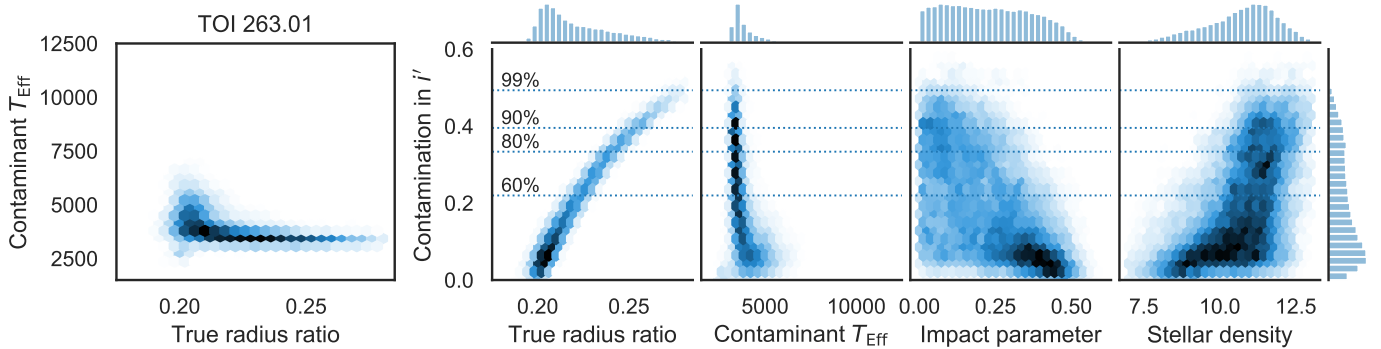 TOI 263.01
Contaminant T_Eff
12500
10000
7500
5000
2500
0.20 0.25
True radius ratio
Contamination in i′
0.6
0.4
0.2
0.0
99%
90%
80%
60%
0.20 0.25
True radius ratio
5000 10000
Contaminant T_Eff
0.00 0.25 0.50
Impact parameter
7.5 10.0 12.5
Stellar density